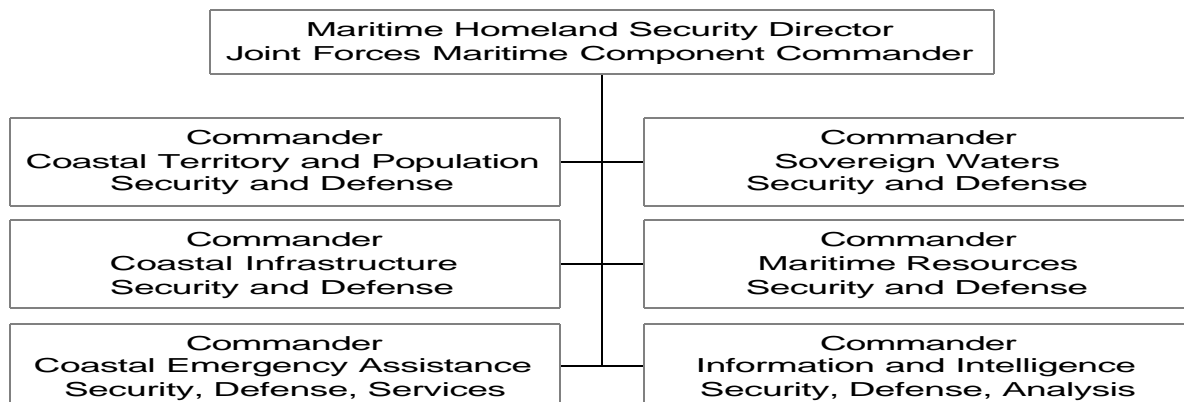 Maritime Homeland Security Director
Joint Forces Maritime Component Commander
Commander
Coastal Territory and Population
Security and Defense
Commander
Sovereign Waters
Security and Defense
Commander
Coastal Infrastructure
Security and Defense
Commander
Maritime Resources
Security and Defense
Commander
Coastal Emergency Assistance
Security, Defense, Services
Commander
Information and Intelligence
Security, Defense, Analysis